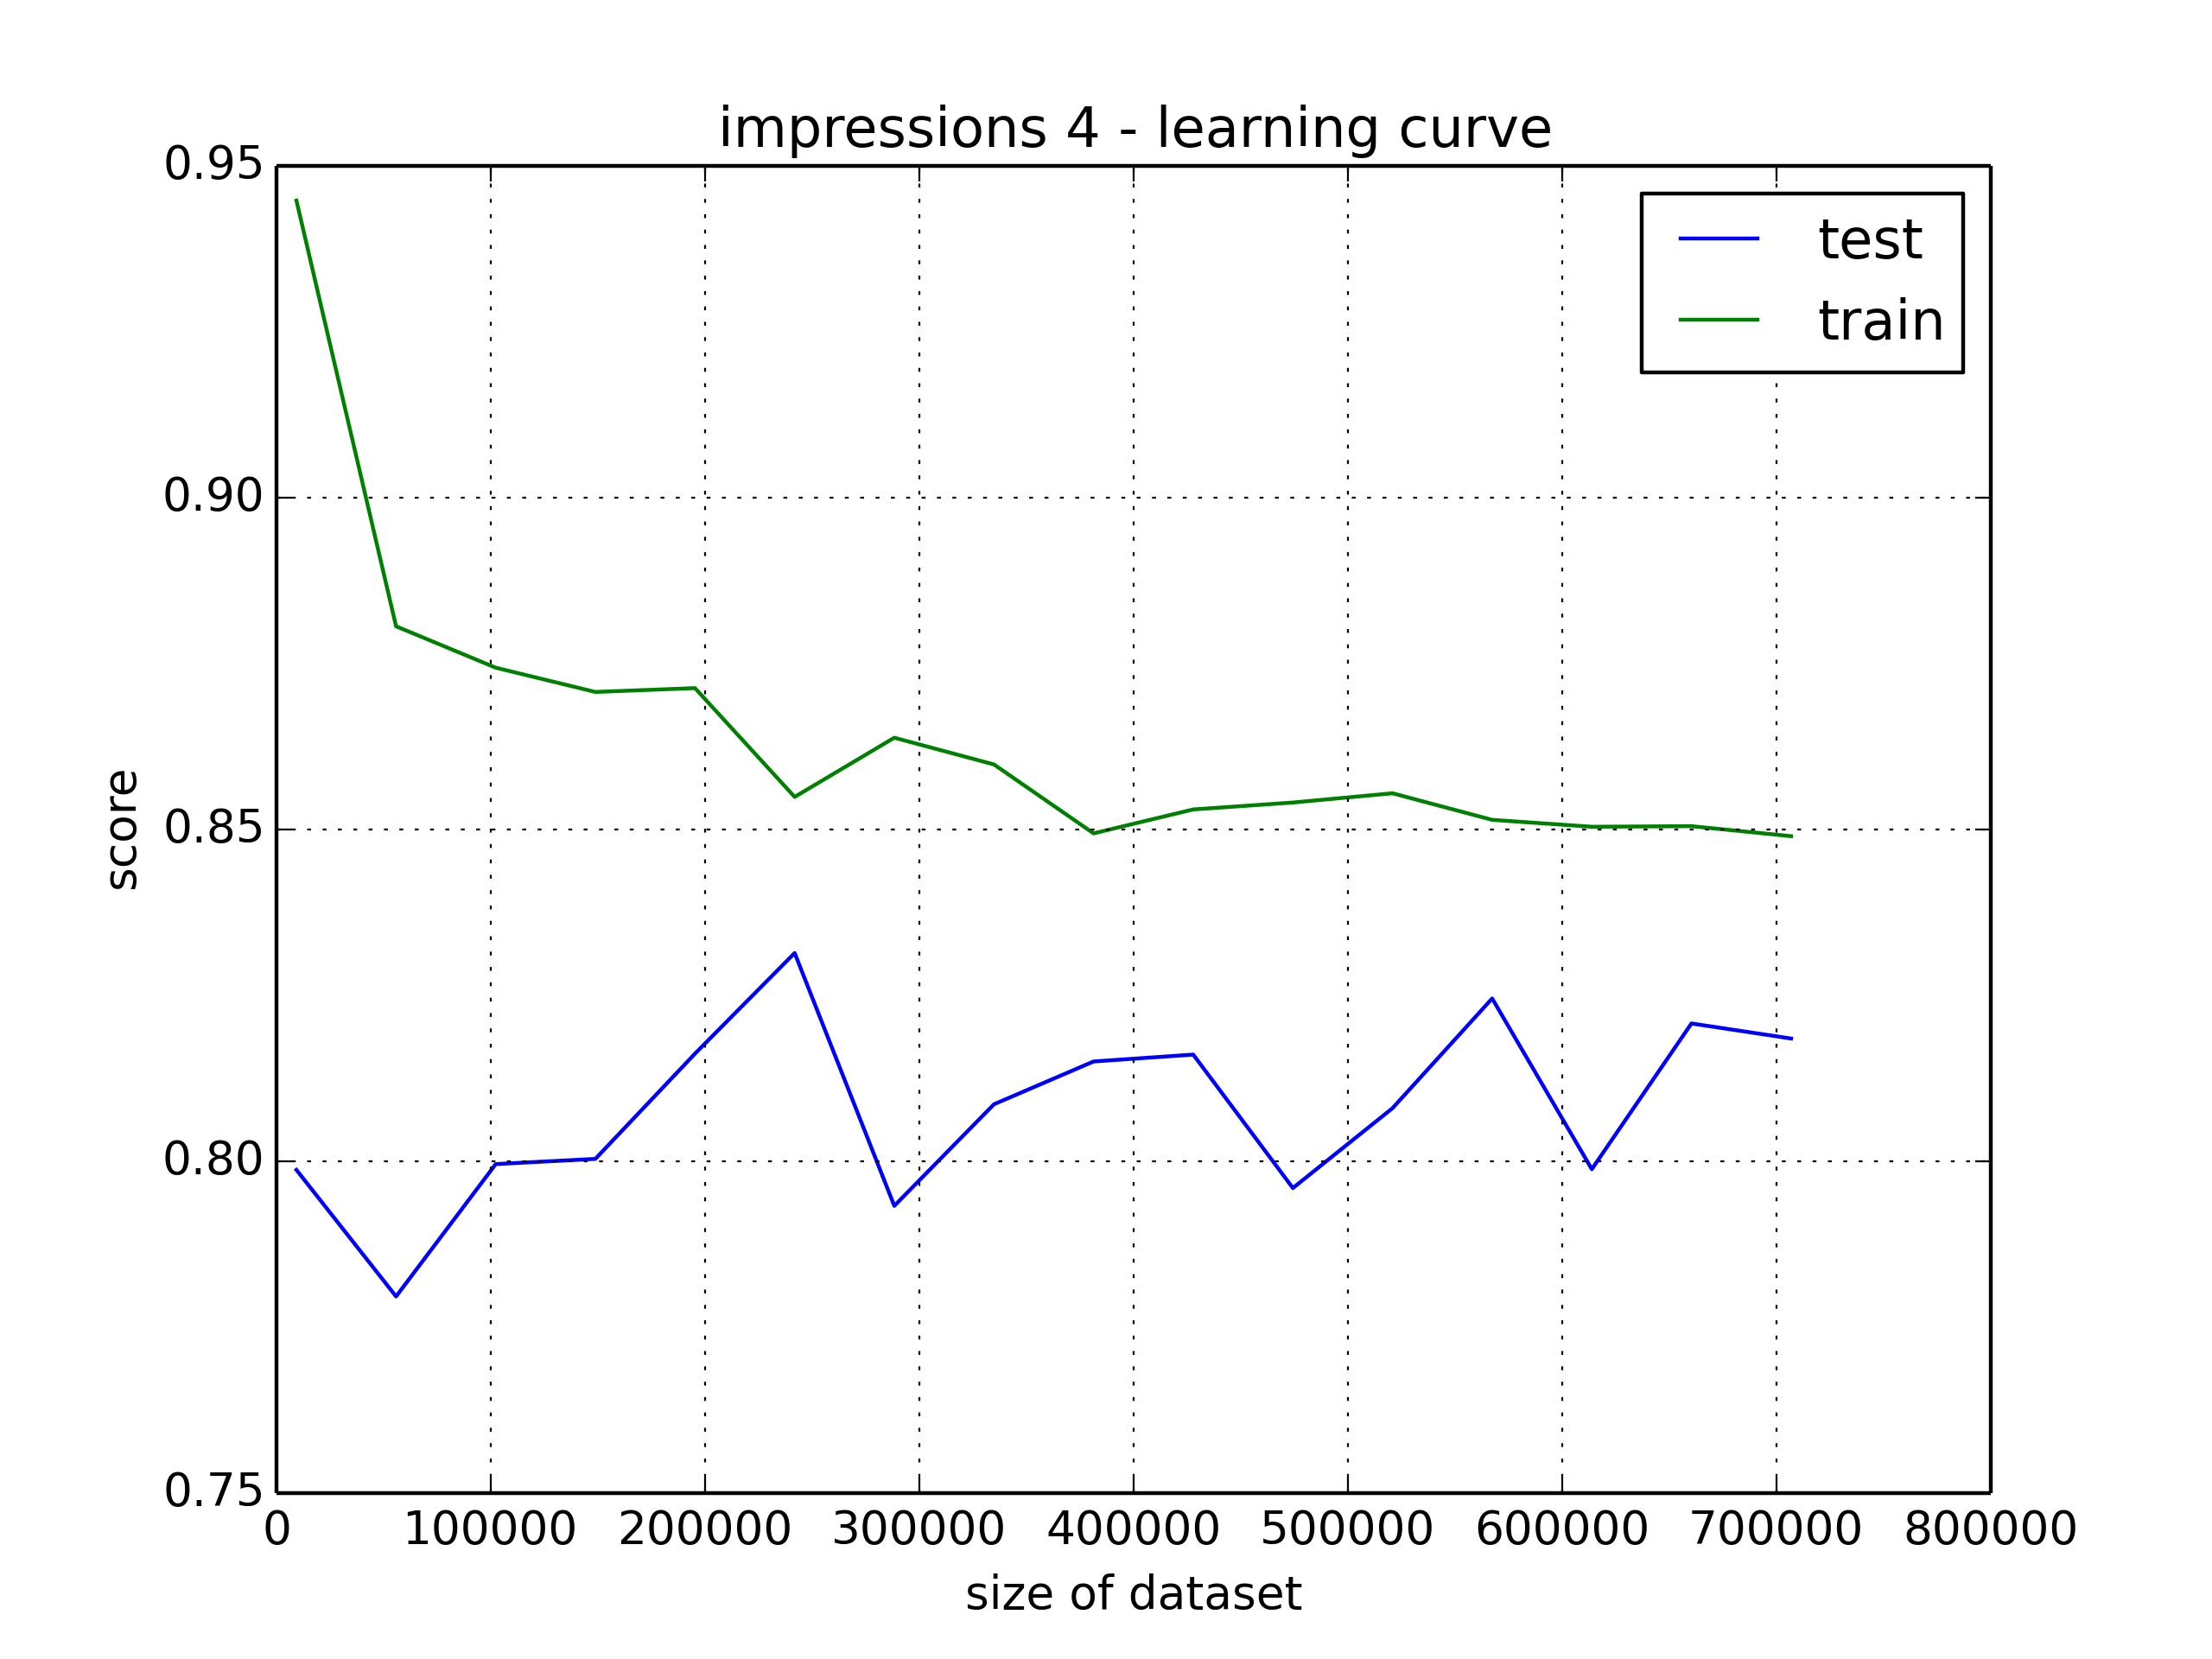 impressions 4 - learning curve
0.95
0.90
0.85
0.80
0.75
score
test
train
0 100000 200000 300000 400000 500000 600000 700000 800000
size of dataset